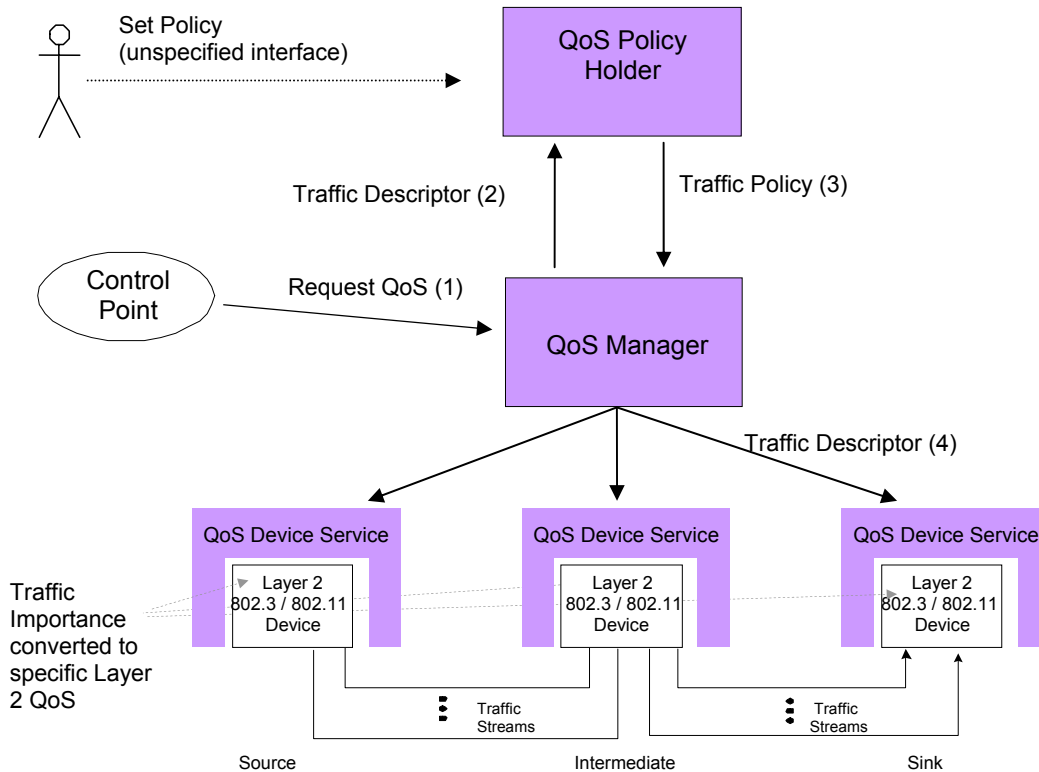 Set Policy
(unspecified interface)
QoS Policy
Holder
Traffic Descriptor (2)
Traffic Policy (3)
Control
Point
Request QoS (1)
QoS Manager
Traffic Descriptor (4)
QoS Device Service
QoS Device Service
QoS Device Service
Layer 2
802.3 / 802.11
Device
Layer 2
802.3 / 802.11
Device
Layer 2
802.3 / 802.11
Device
Traffic
Importance
converted to
specific Layer
2 QoS
Traffic
Streams
Traffic
Streams
Source
Intermediate
Sink